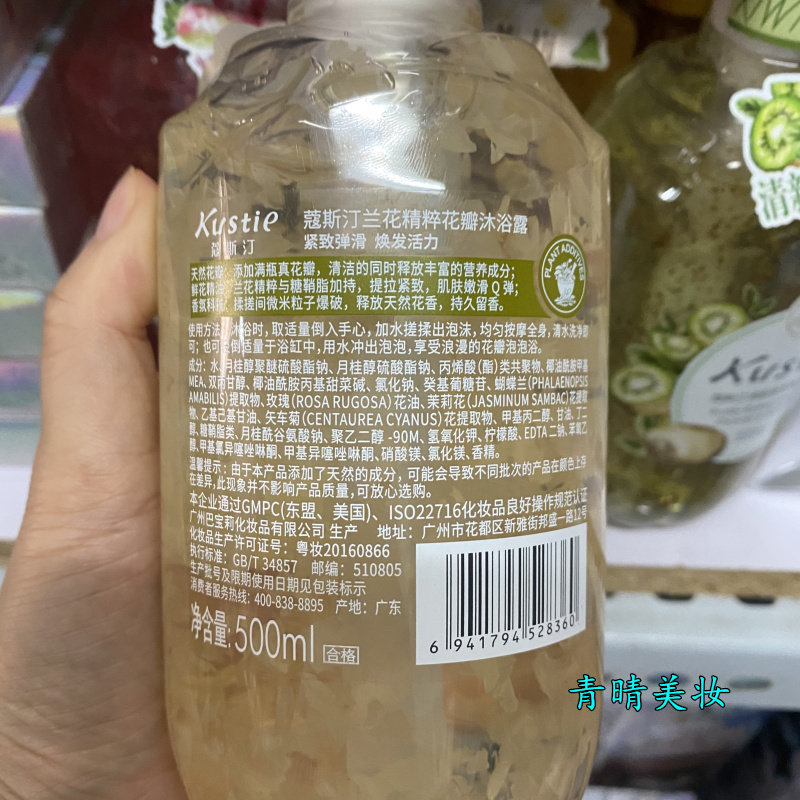 Kustie
蔻斯汀
蔻斯汀兰花精粹花瓣沐浴露
紧致弹滑 焕发活力
PLANT ADDITIVES
天然花瓣：添加满瓶真花瓣，清洁的同时释放丰富的营养成分；
鲜花精油：兰花精粹与糖鞘脂加持，提拉紧致，肌肤嫩滑Q弹；
香氛科技：揉搓间微米粒子爆破，释放天然花香，持久留香。
使用方法：沐浴时，取适量倒入手心，加水搓揉出泡沫，均匀按摩全身，清水洗净即
可；也可取适量于浴缸中，用水冲出泡泡，享受浪漫的花瓣泡泡浴。
成分：水、月桂醇聚醚硫酸酯钠、月桂醇硫酸酯钠、丙烯酸（酯）类共聚物、椰油酰胺甲基
MEA、双丙甘醇、椰油酰胺丙基甜菜碱、氯化钠、癸基葡糖苷、蝴蝶兰(PHALAENOPSIS
AMABILIS)提取物、玫瑰(ROSA RUGOSA)花油、茉莉花(JASMINUM SAMBAC)花提取
物、乙基己基甘油、矢车菊(CENTAUREA CYANUS)花提取物、甲基丙二醇、甘油、丁二
醇、糖鞘脂类、月桂酰谷氨酸钠、聚乙二醇-90M、氢氧化钾、柠檬酸、EDTA二钠、苯氧乙
醇、甲基氯异噻唑啉酮、甲基异噻唑啉酮、硝酸镁、氯化镁、香精
温馨提示：由于本产品添加了天然的成分，可能会导致不同批次的产品在颜色上存
在差异，此现象并不影响产品质量，可放心选购。
本企业通过GMPC(东盟、美国)、ISO22716化妆品良好操作规范认证
广州巴宝莉化妆品有限公司 生产 地址：广州市花都区新雅街邦盛一路12号
化妆品生产许可证号：粤妆20160866
执行标准：GB/T 34857 邮编：510805
生产批号及限期使用日期见包装标示
消费者服务热线：400-838-8895 产地：广东
净含量:500ml
合格
6 941794 528360
青晴美妆
KIWI
清
Kustie